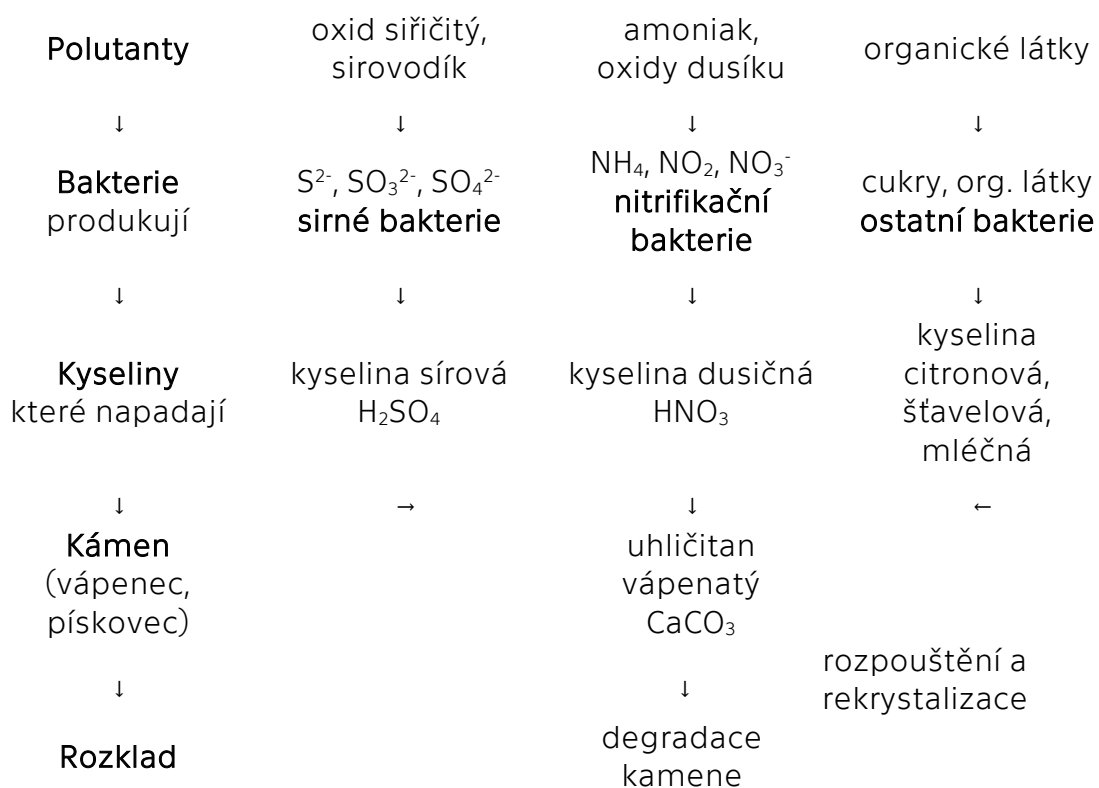 Polutanty
oxid siřičitý,
sirovodík
amoniak,
oxidy dusíku
organické látky
↓ ↓ ↓ ↓
Bakterie
produkují
S²⁻, SO₃²⁻, SO₄²⁻
sirné bakterie
NH₄, NO₂, NO₃⁻
nitrifikační
bakterie
cukry, org. látky
ostatní bakterie
↓ ↓ ↓ ↓
Kyseliny
které napadají
kyselina sírová
H₂SO₄
kyselina dusičná
HNO₃
kyselina
citronová,
šťavelová,
mléčná
↓ → ↓ ←
Kámen
(vápenec,
pískovec)
uhličitan
vápenatý
CaCO₃
↓ ↓
rozpouštění a
rekrystalizace
Rozklad
degradace
kamene